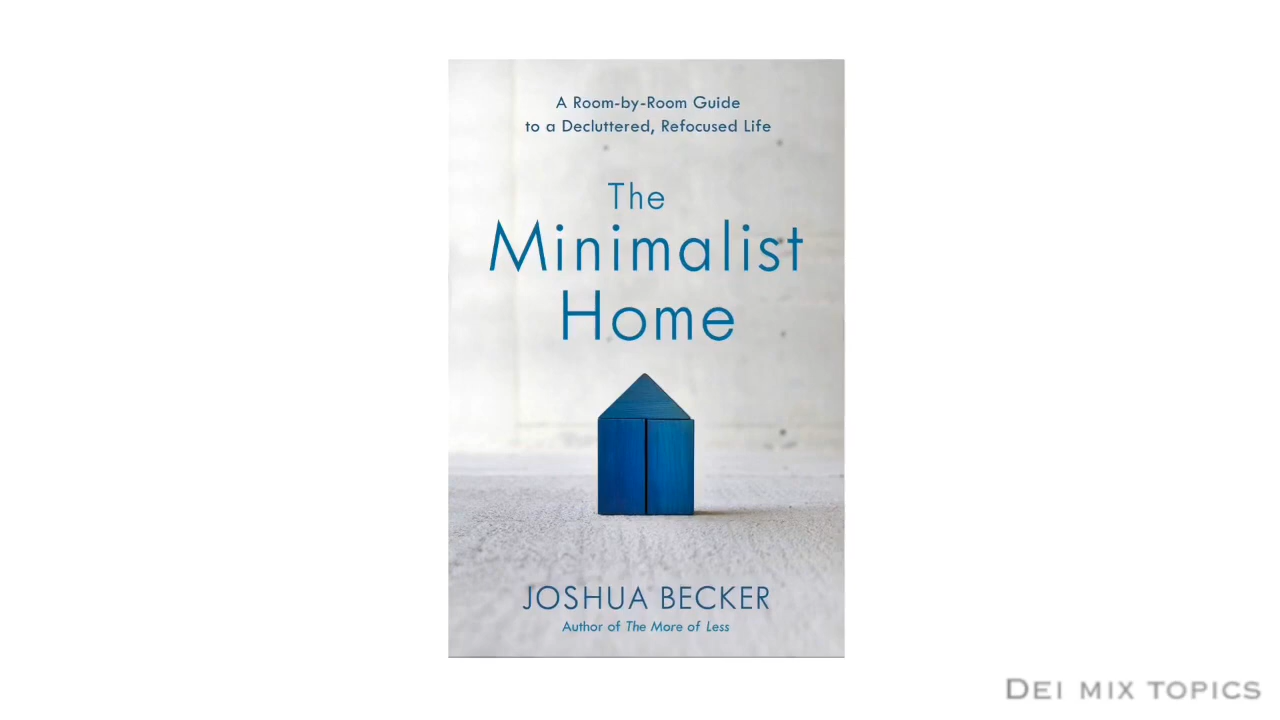 A Room-by-Room Guide
to a Decluttered, Refocused Life
The
Minimalist
Home
JOSHUA BECKER
Author of The More of Less
DEI MIX TOPICS